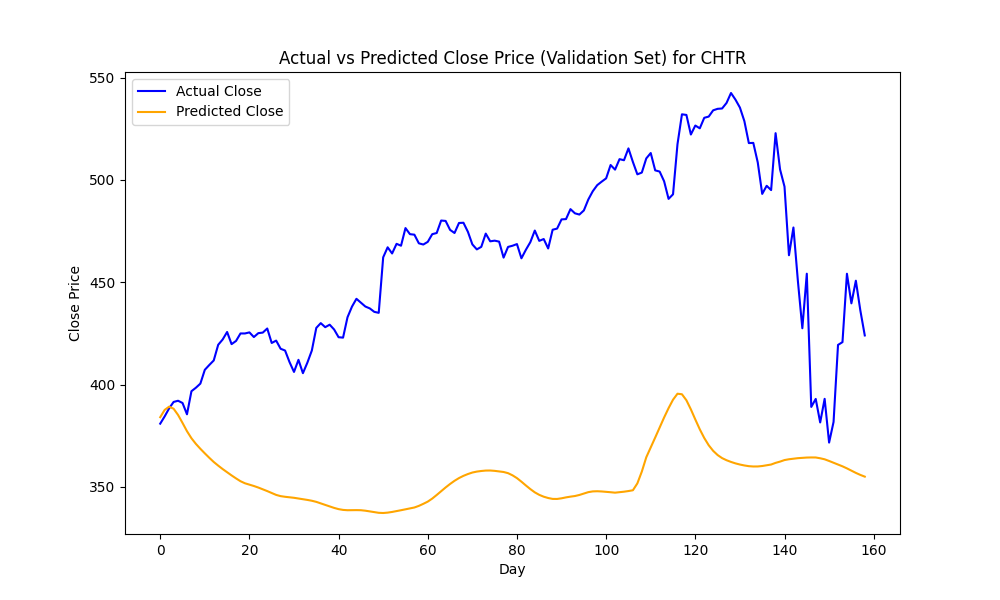 Actual vs Predicted Close Price (Validation Set) for CHTR
Actual Close
Predicted Close
Close Price
550
500
450
400
350
0 20 40 60 80 100 120 140 160
Day